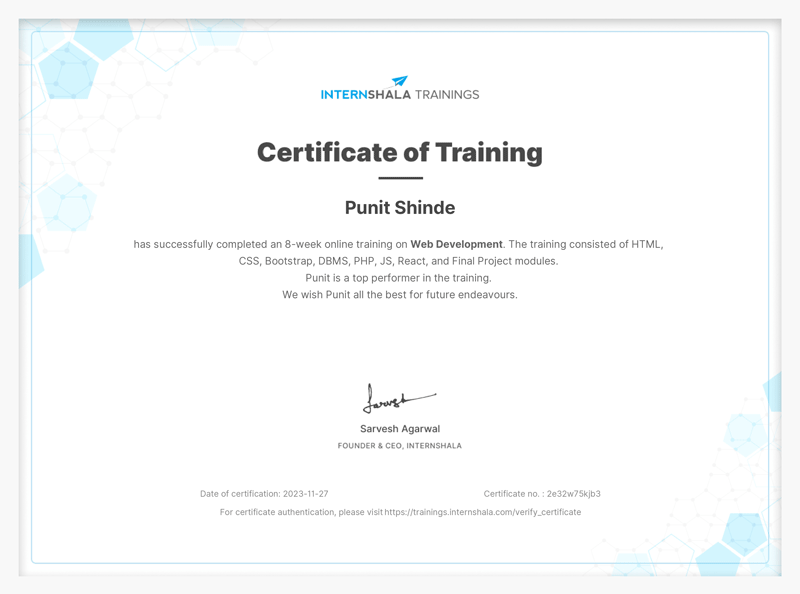 INTERNSHALA TRAININGS
Certificate of Training
Punit Shinde
has successfully completed an 8-week online training on Web Development. The training consisted of HTML,
CSS, Bootstrap, DBMS, PHP, JS, React, and Final Project modules.
Punit is a top performer in the training.
We wish Punit all the best for future endeavours.
Sarvesh
Sarvesh Agarwal
FOUNDER & CEO, INTERNSHALA
Date of certification: 2023-11-27 Certificate no. : 2e32w75kjb3
For certificate authentication, please visit https://trainings.internshala.com/verify_certificate